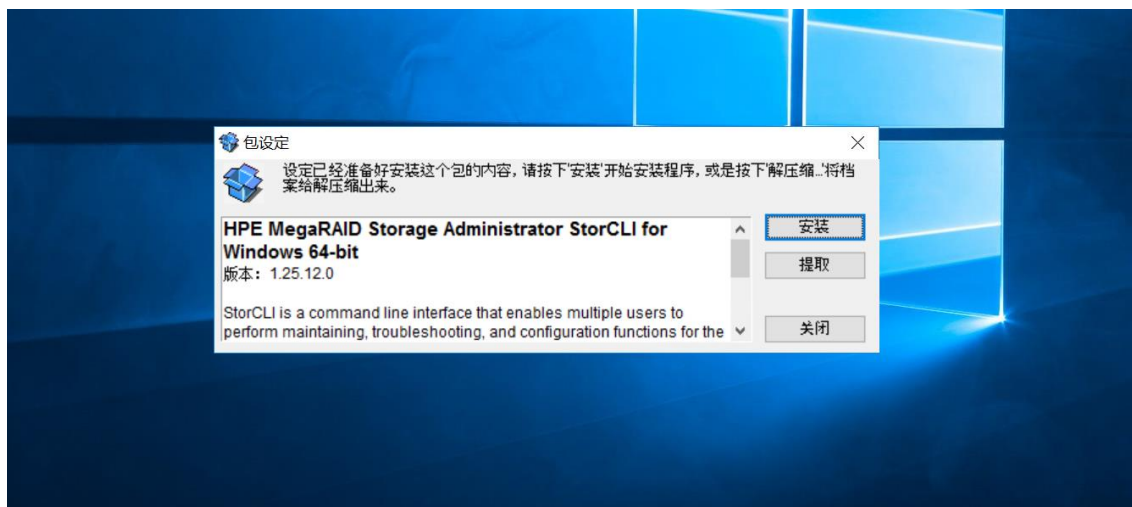 包设定
设定已经准备好安装这个包的内容，请按下'安装'开始安装程序，或是按下'解压缩...'将档
案给解压缩出来。
HPE MegaRAID Storage Administrator StorCLI for
Windows 64-bit
版本： 1.25.12.0
StorCLI is a command line interface that enables multiple users to
perform maintaining, troubleshooting, and configuration functions for the
安装
提取
关闭